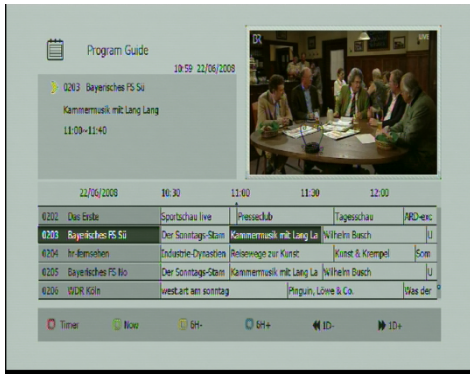 Program Guide
10:59 22/06/2008
BR
LIVE
0203 Bayerisches FS Sü
Kammermusik mit Lang Lang
11:00~11:40
22/06/2008 10:30 11:00 11:30 12:00
0202 Das Erste Sportschau live Presseclub Tagesschau ARD-exc
0203 Bayerisches FS Sü Der Sonntags-Stam Kammermusik mit Lang La Wilhelm Busch U
0204 hr-fernsehen Industrie-Dynastien Reisewege zur Kunst Kunst & Krempel Som
0205 Bayerisches FS No Der Sonntags-Stam Kammermusik mit Lang La Wilhelm Busch U
0206 WDR Köln west.art am sonntag Pinguin, Löwe & Co. Was der
Timer Now 6H- 6H+ 1D- 1D+